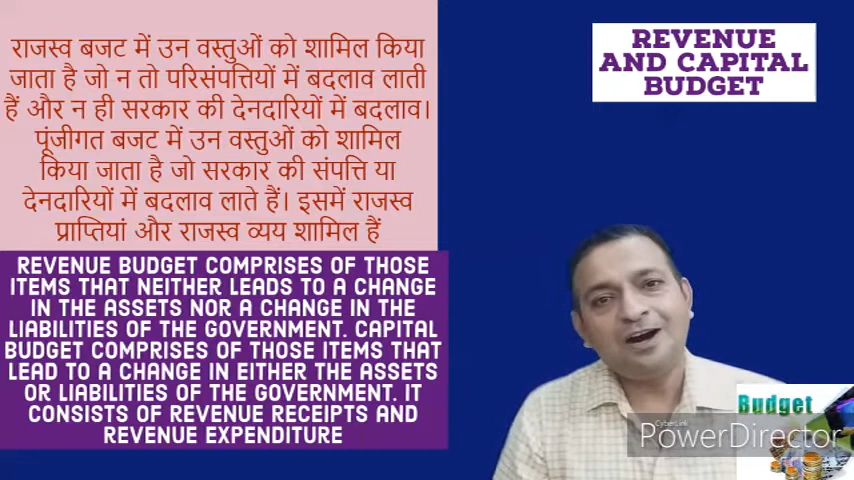 राजस्व बजट में उन वस्तुओं को शामिल किया
जाता है जो न तो परिसंपत्तियों में बदलाव लाती
हैं और न ही सरकार की देनदारियों में बदलाव।
पूंजीगत बजट में उन वस्तुओं को शामिल
किया जाता है जो सरकार की संपत्ति या
देनदारियों में बदलाव लाते हैं। इसमें राजस्व
प्राप्तियां और राजस्व व्यय शामिल हैं
REVENUE BUDGET COMPRISES OF THOSE
ITEMS THAT NEITHER LEADS TO A CHANGE
IN THE ASSETS NOR A CHANGE IN THE
LIABILITIES OF THE GOVERNMENT. CAPITAL
BUDGET COMPRISES OF THOSE ITEMS THAT
LEAD TO A CHANGE IN EITHER THE ASSETS
OR LIABILITIES OF THE GOVERNMENT. IT
CONSISTS OF REVENUE RECEIPTS AND
REVENUE EXPENDITURE
REVENUE
AND CAPITAL
BUDGET
Budget
CyberLink
PowerDirector